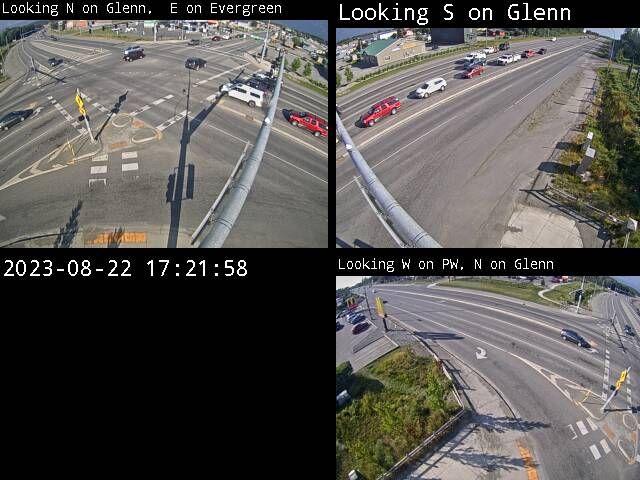 Looking N on Glenn, E on Evergreen
Looking S on Glenn
2023-08-22 17:21:58
Looking W on PW, N on Glenn